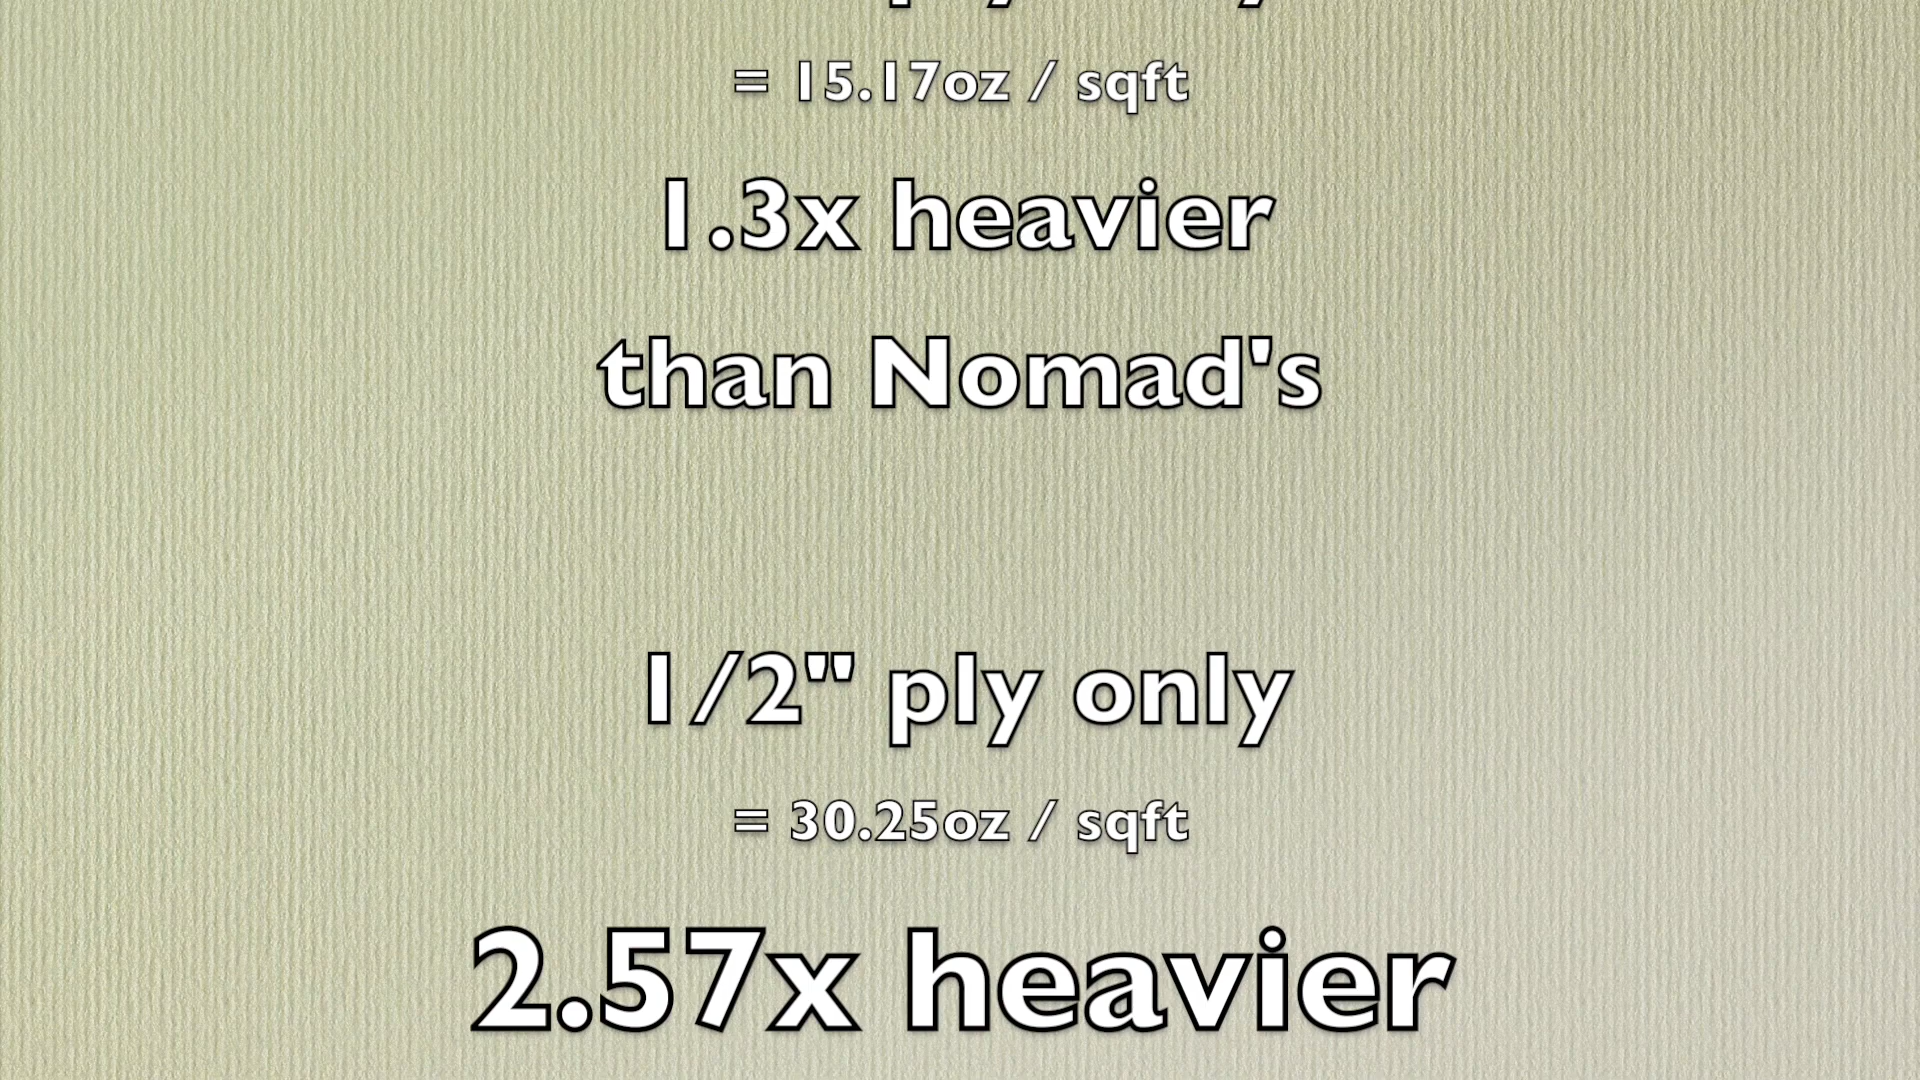 = 15.17oz / sqft
1.3x heavier
than Nomad's
1/2" ply only
= 30.25oz / sqft
2.57x heavier